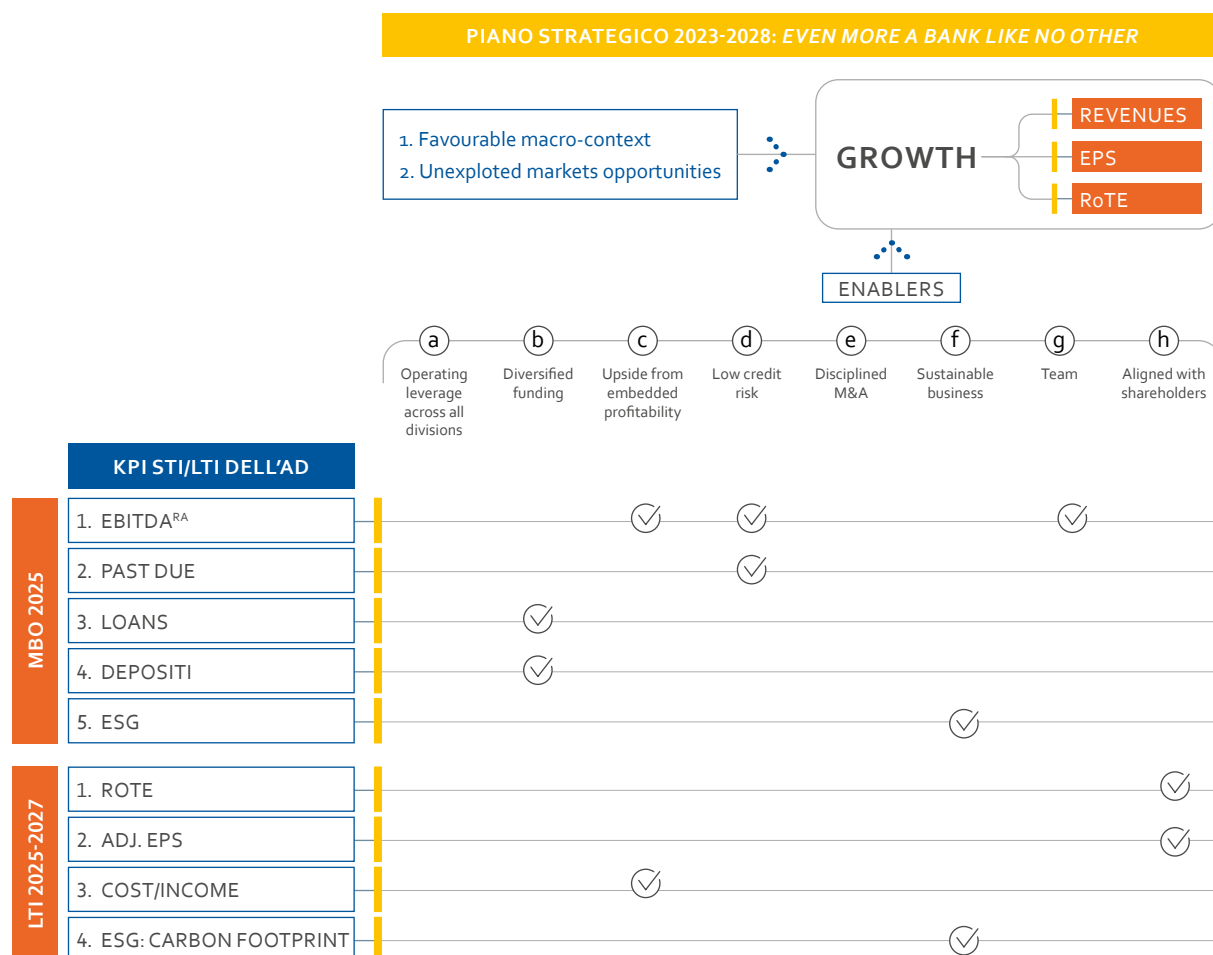 PIANO STRATEGICO 2023-2028: EVEN MORE A BANK LIKE NO OTHER
1. Favourable macro-context
2. Unexploted markets opportunities
GROWTH
REVENUES
EPS
RoTE
ENABLERS
a
Operating
leverage
across all
divisions
b
Diversified
funding
c
Upside from
embedded
profitability
d
Low credit
risk
e
Disciplined
M&A
f
Sustainable
business
g
Team
h
Aligned with
shareholders
KPI STI/LTI DELL'AD
MBO 2025
1. EBITDA^RA
2. PAST DUE
3. LOANS
4. DEPOSITI
5. ESG
LTI 2025-2027
1. ROTE
2. ADJ. EPS
3. COST/INCOME
4. ESG: CARBON FOOTPRINT